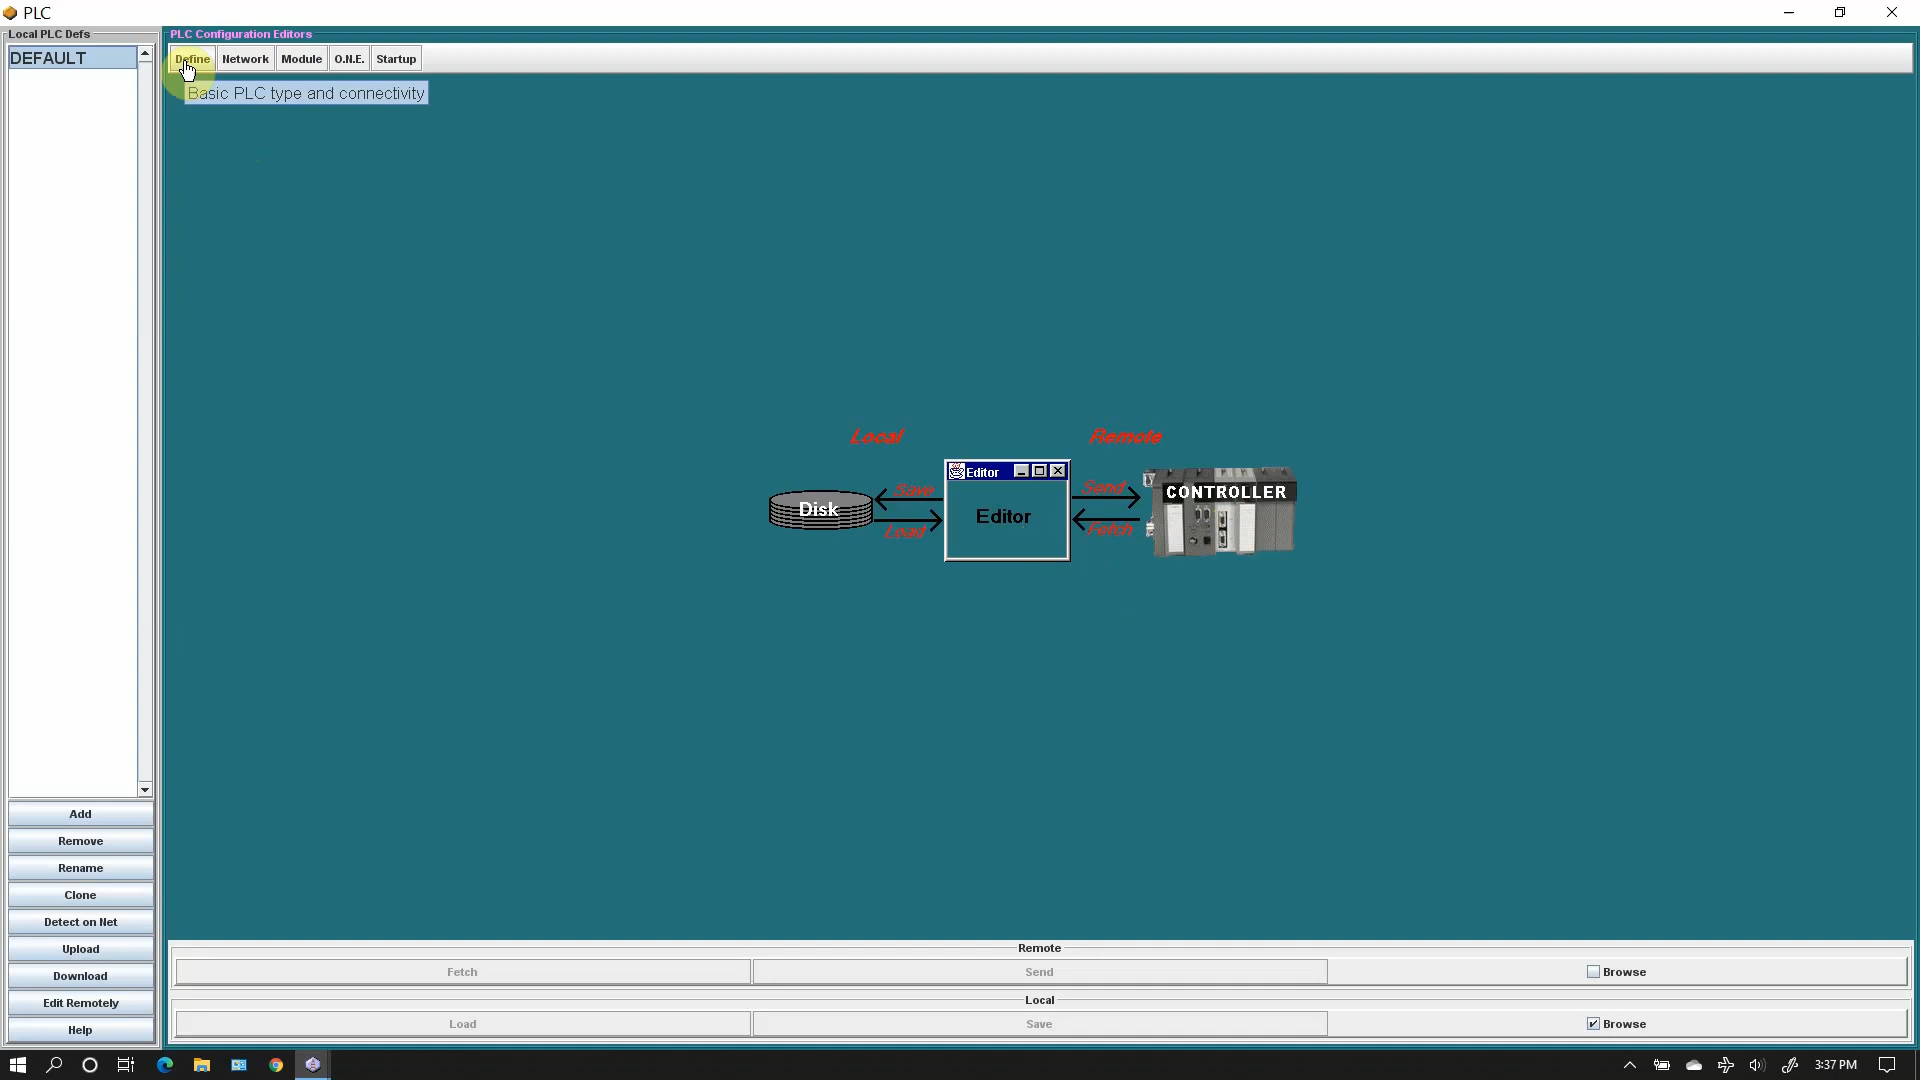 PLC
Local PLC Defs
PLC Configuration Editors
DEFAULT
Define
Network
Module
O.N.E.
Startup
Basic PLC type and connectivity
Local
Remote
Editor
Save
Send
Disk
Editor
CONTROLLER
Load
Fetch
Add
Remove
Rename
Clone
Detect on Net
Upload
Download
Edit Remotely
Help
Remote
Fetch
Send
Browse
Local
Load
Save
Browse
3:37 PM